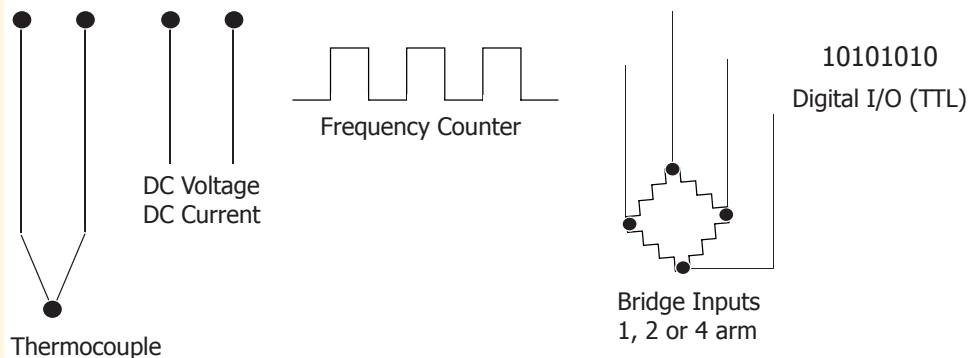 Thermocouple
DC Voltage
DC Current
Frequency Counter
Bridge Inputs
1, 2 or 4 arm
10101010
Digital I/O (TTL)